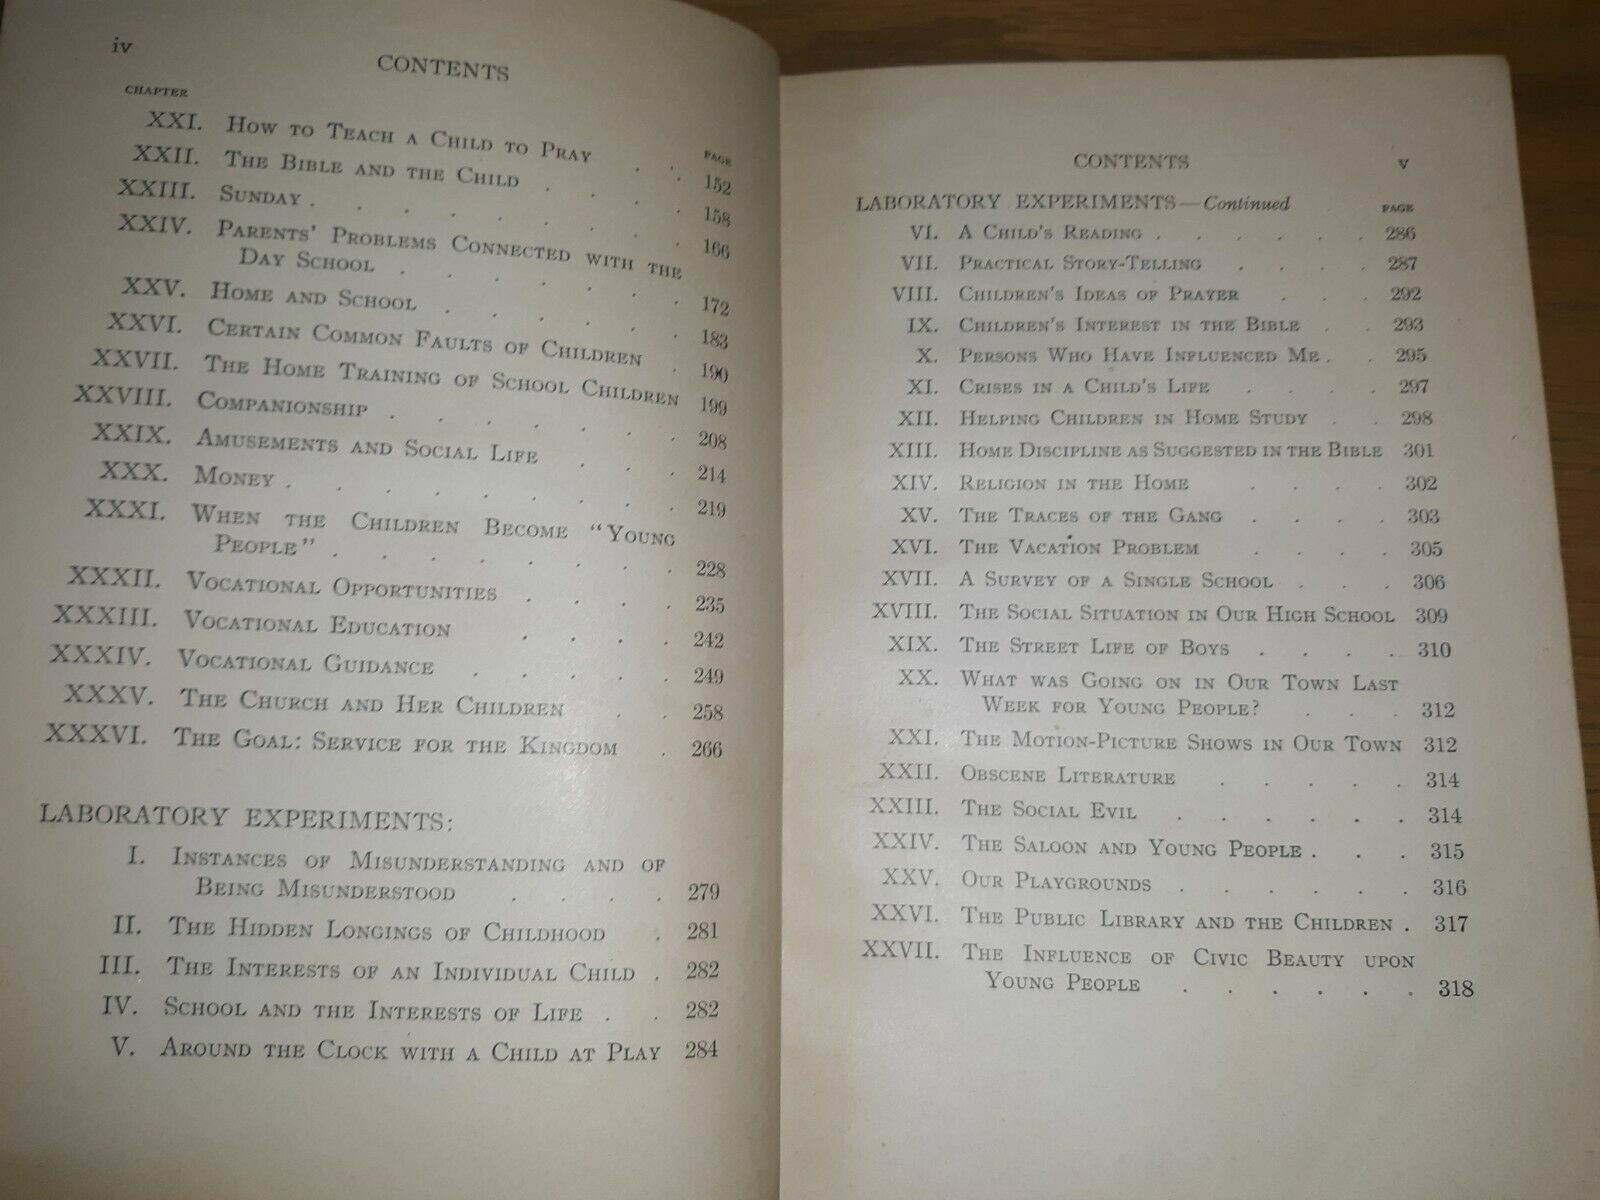 iv
CONTENTS
CHAPTER
PAGE
XXI. How to Teach a Child to Pray . . 152
XXII. The Bible and the Child . . . . 158
XXIII. Sunday . . . . . . . . . 166
XXIV. Parents' Problems Connected with the
Day School . . . . . . . 172
XXV. Home and School . . . . . . 183
XXVI. Certain Common Faults of Children . 190
XXVII. The Home Training of School Children 199
XXVIII. Companionship . . . . . . . 208
XXIX. Amusements and Social Life . . . 214
XXX. Money . . . . . . . . . 219
XXXI. When the Children Become "Young
People" . . . . . . . . 228
XXXII. Vocational Opportunities . . . . 235
XXXIII. Vocational Education . . . . 242
XXXIV. Vocational Guidance . . . . . 249
XXXV. The Church and Her Children . . 258
XXXVI. The Goal: Service for the Kingdom . 266
LABORATORY EXPERIMENTS:
I. Instances of Misunderstanding and of
Being Misunderstood . . . . 279
II. The Hidden Longings of Childhood . 281
III. The Interests of an Individual Child . 282
IV. School and the Interests of Life . . 282
V. Around the Clock with a Child at Play 284
CONTENTS v
LABORATORY EXPERIMENTS—Continued PAGE
VI. A Child's Reading . . . . . . 286
VII. Practical Story-Telling . . . . 287
VIII. Children's Ideas of Prayer . . . 292
IX. Children's Interest in the Bible . . 293
X. Persons Who Have Influenced Me . . 295
XI. Crises in a Child's Life . . . . 297
XII. Helping Children in Home Study . . 298
XIII. Home Discipline as Suggested in the Bible 301
XIV. Religion in the Home . . . . 302
XV. The Traces of the Gang . . . . 303
XVI. The Vacation Problem . . . . 305
XVII. A Survey of a Single School . . . 306
XVIII. The Social Situation in Our High School 309
XIX. The Street Life of Boys . . . . 310
XX. What was Going on in Our Town Last
Week for Young People? . . . 312
XXI. The Motion-Picture Shows in Our Town 312
XXII. Obscene Literature . . . . . 314
XXIII. The Social Evil . . . . . . 314
XXIV. The Saloon and Young People . . . 315
XXV. Our Playgrounds . . . . . . 316
XXVI. The Public Library and the Children . 317
XXVII. The Influence of Civic Beauty upon
Young People . . . . . . 318